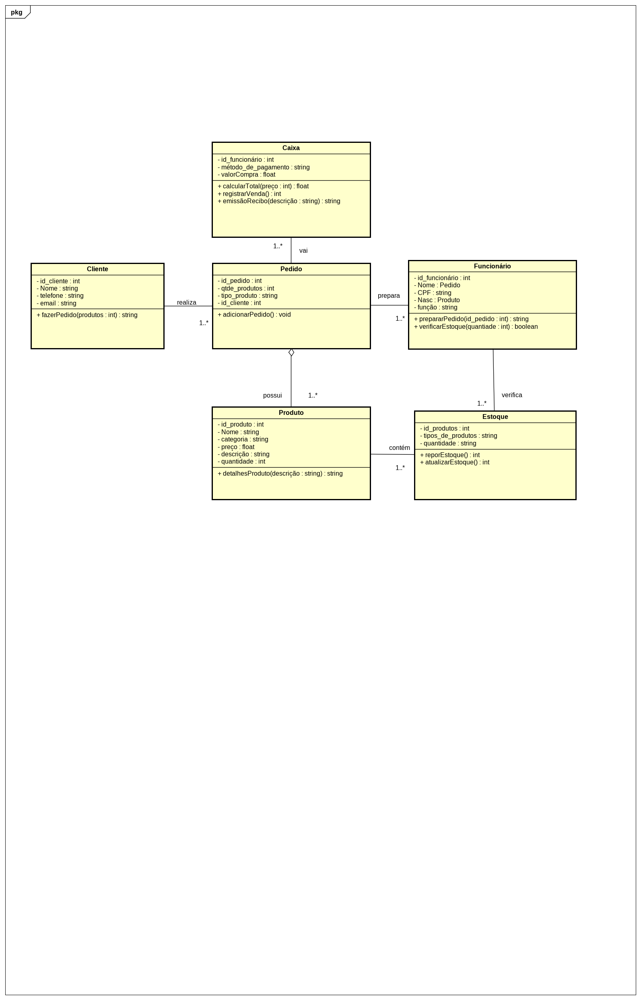 pkg
Caixa
- id_funcionário : int
- método_de_pagamento : string
- valorCompra : float
+ calcularTotal(preço : int) : float
+ registrarVenda() : int
+ emissãoRecibo(descrição : string) : string
1..*
vai
Cliente
- id_cliente : int
- Nome : string
- telefone : string
- email : string
+ fazerPedido(produtos : int) : string
realiza
1..*
Pedido
- id_pedido : int
- qtde_produtos : int
- tipo_produto : string
- id_cliente : int
+ adicionarPedido() : void
prepara
1..*
Funcionário
- id_funcionário : int
- Nome : Pedido
- CPF : string
- Nasc : Produto
- função : string
+ prepararPedido(id_pedido : int) : string
+ verificarEstoque(quantiade : int) : boolean
possui
1..*
verifica
1..*
Produto
- id_produto : int
- Nome : string
- categoria : string
- preço : float
- descrição : string
- quantidade : int
+ detalhesProduto(descrição : string) : string
contém
1..*
Estoque
- id_produtos : int
- tipos_de_produtos : string
- quantidade : string
+ reporEstoque() : int
+ atualizarEstoque() : int